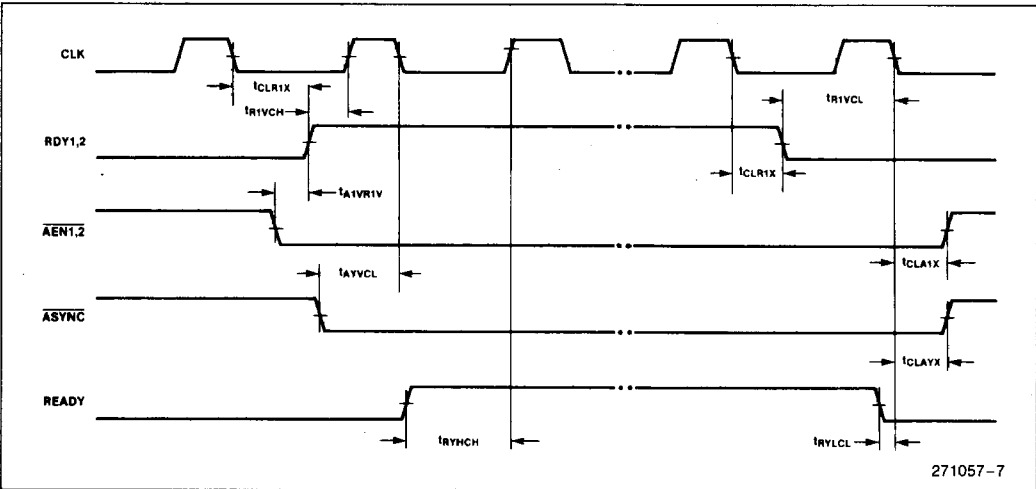 CLK
tCLR1X
tR1VCH
tR1VCL
RDY1,2
tCLR1X
tA1VR1V
AEN1,2
tCLA1X
tAYVCL
ASYNC
tCLAYX
READY
tRYHCH
tRYLCL
271057-7